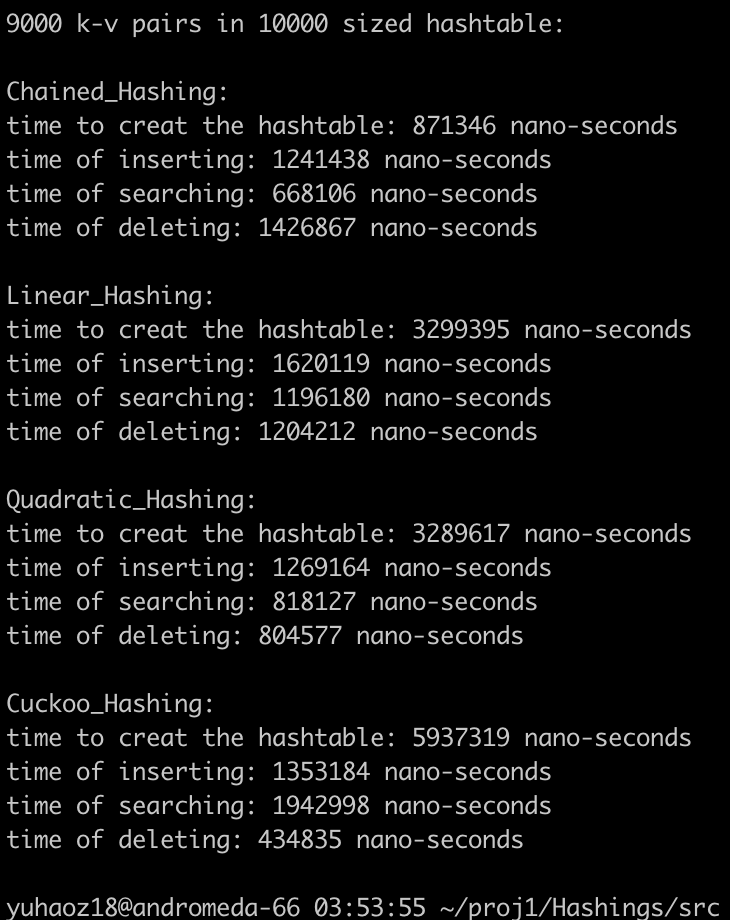 9000 k-v pairs in 10000 sized hashtable:
Chained_Hashing:
time to creat the hashtable: 871346 nano-seconds
time of inserting: 1241438 nano-seconds
time of searching: 668106 nano-seconds
time of deleting: 1426867 nano-seconds
Linear_Hashing:
time to creat the hashtable: 3299395 nano-seconds
time of inserting: 1620119 nano-seconds
time of searching: 1196180 nano-seconds
time of deleting: 1204212 nano-seconds
Quadratic_Hashing:
time to creat the hashtable: 3289617 nano-seconds
time of inserting: 1269164 nano-seconds
time of searching: 818127 nano-seconds
time of deleting: 804577 nano-seconds
Cuckoo_Hashing:
time to creat the hashtable: 5937319 nano-seconds
time of inserting: 1353184 nano-seconds
time of searching: 1942998 nano-seconds
time of deleting: 434835 nano-seconds
yuhaoz18@andromeda-66 03:53:55 ~/proj1/Hashings/src